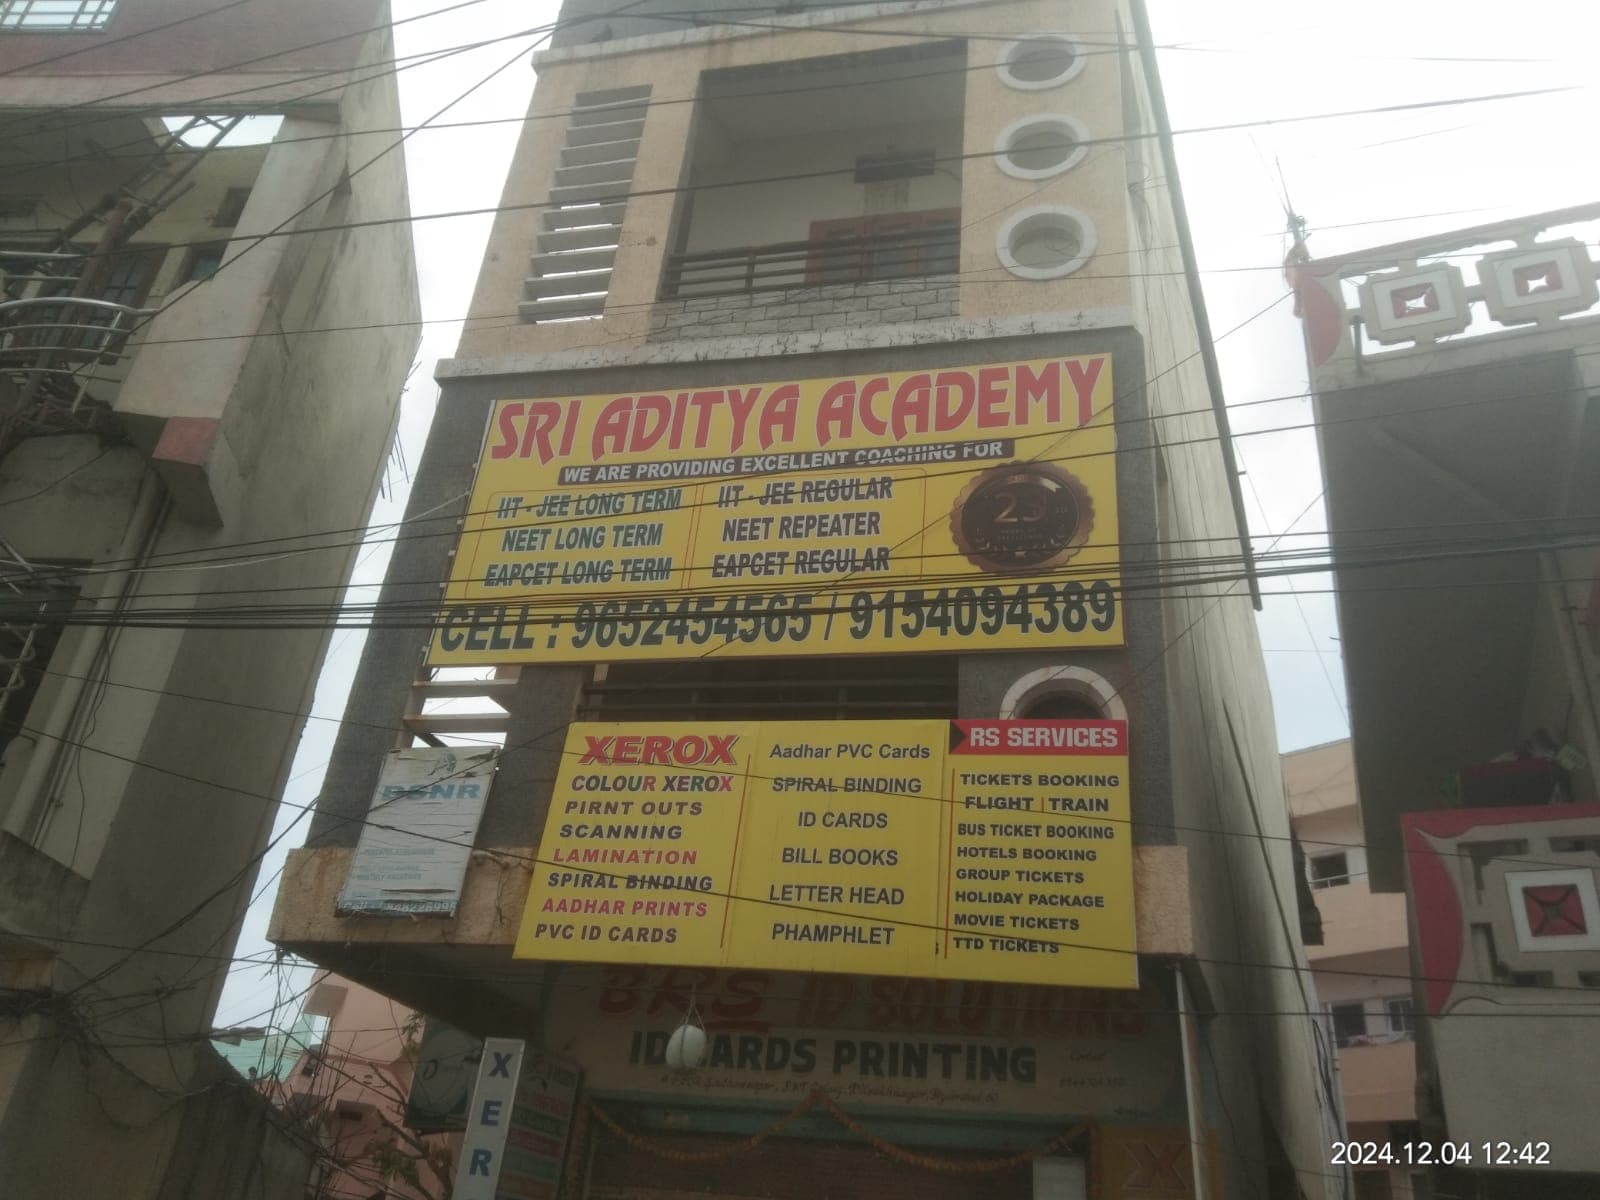 SRI ADITYA ACADEMY
WE ARE PROVIDING EXCELLENT COACHING FOR
IIT - JEE LONG TERM
NEET LONG TERM
EAPCET LONG TERM
IIT - JEE REGULAR
NEET REPEATER
EAPCET REGULAR
25
CELL : 9652454565 / 9154094389
XEROX
COLOUR XEROX
PIRNT OUTS
SCANNING
LAMINATION
SPIRAL BINDING
AADHAR PRINTS
PVC ID CARDS
Aadhar PVC Cards
SPIRAL BINDING
ID CARDS
BILL BOOKS
LETTER HEAD
PHAMPHLET
RS SERVICES
TICKETS BOOKING
FLIGHT | TRAIN
BUS TICKET BOOKING
HOTELS BOOKING
GROUP TICKETS
HOLIDAY PACKAGE
MOVIE TICKETS
TTD TICKETS
BRS ID SOLUTIONS
ID CARDS PRINTING
XER
2024.12.04 12:42